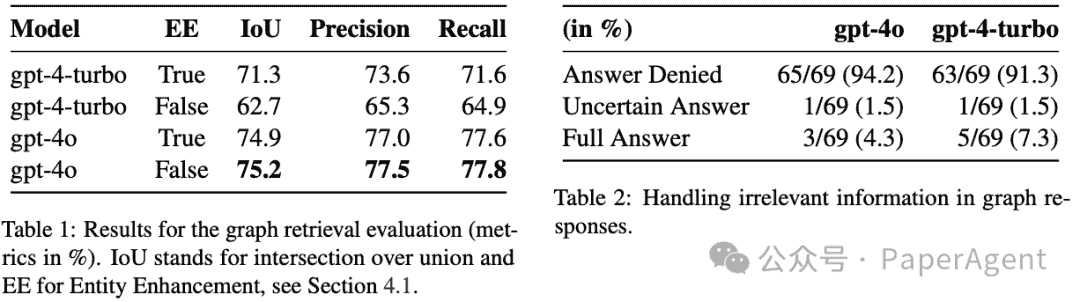 Model EE IoU Precision Recall
gpt-4-turbo True 71.3 73.6 71.6
gpt-4-turbo False 62.7 65.3 64.9
gpt-4o True 74.9 77.0 77.6
gpt-4o False 75.2 77.5 77.8
Table 1: Results for the graph retrieval evaluation (met-
rics in %). IoU stands for intersection over union and
EE for Entity Enhancement, see Section 4.1.
(in %) gpt-4o gpt-4-turbo
Answer Denied 65/69 (94.2) 63/69 (91.3)
Uncertain Answer 1/69 (1.5) 1/69 (1.5)
Full Answer 3/69 (4.3) 5/69 (7.3)
Table 2: Handling irrelevant information in graph re-
sponses.
公众号 · PaperAgent